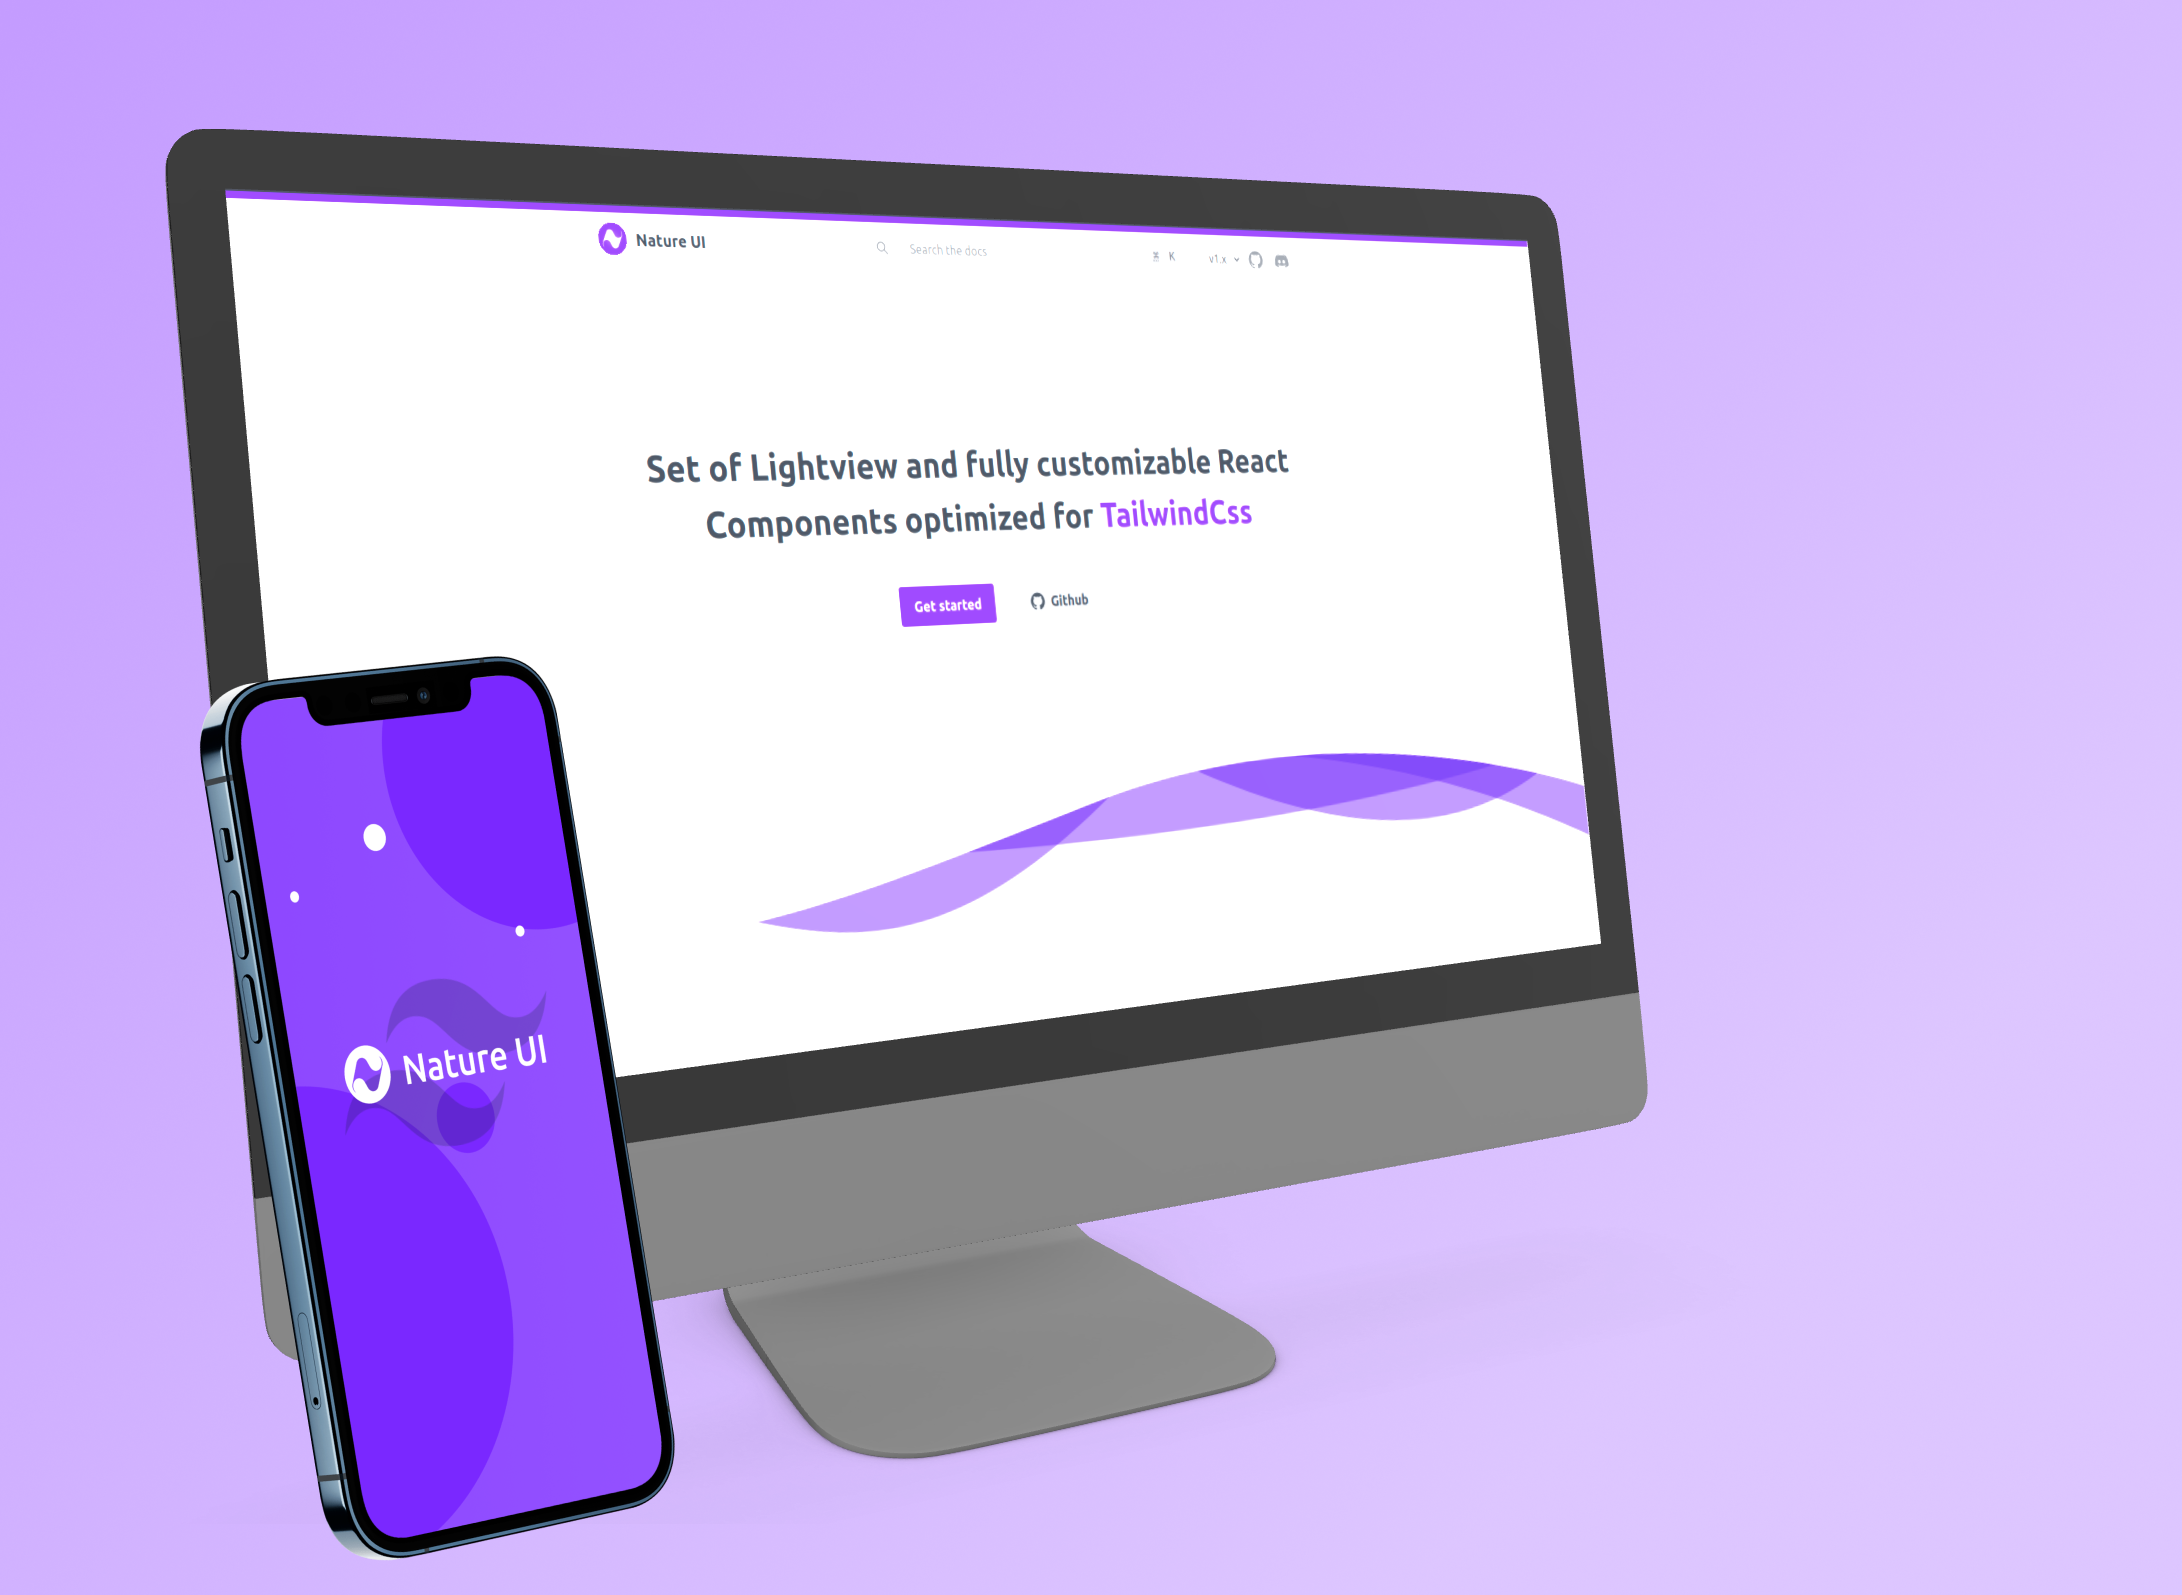 Nature UI
Search the docs
⌘ K
v1.x
Set of Lightview and fully customizable React
Components optimized for TailwindCss
Get started
Github
Nature UI